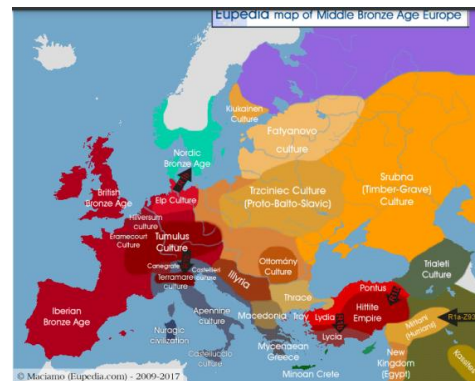 Eupedia map of Middle Bronze Age Europe
Kiukainen
Culture
Fatyanovo
culture
Nordic
Bronze Age
British
Bronze Age
Elp Culture
Trzciniec Culture
(Proto-Balto-Slavic)
Srubna
(Timber-Grave)
Culture
Hilversum
culture
Eramecourt
Culture
Tumulus
Culture
Canegrate
Castellieri
culture
Terramare
culture
Ottomány
Culture
Illyria
Trialeti
Culture
Iberian
Bronze Age
Apennine
culture
Nuragic
civilization
Castelluccio
culture
Thrace
Macedonia
Troy
Lydia
Lycia
Pontus
Hittite
Empire
Mitanni
(Hurrians)
R1a-Z93
Mycenaean
Greece
Minoan Crete
New
Kingdom
(Egypt)
© Maciamo (Eupedia.com) - 2009-2017